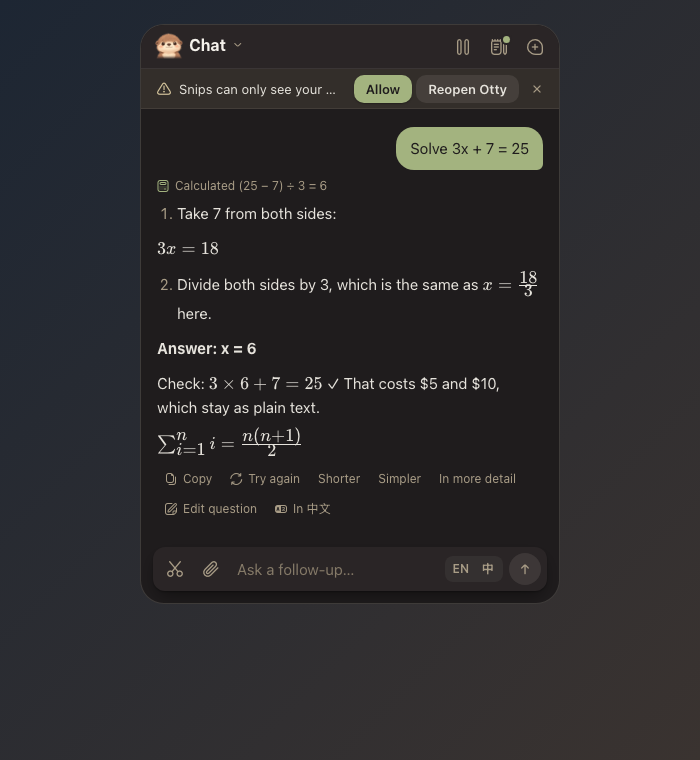 Chat
Snips can only see your ...
Allow
Reopen Otty
Solve 3x + 7 = 25
Calculated (25 − 7) ÷ 3 = 6
1. Take 7 from both sides:
3x = 18
2. Divide both sides by 3, which is the same as x = 18/3
here.
Answer: x = 6
Check: 3 × 6 + 7 = 25 ✓ That costs $5 and $10,
which stay as plain text.
∑_{i=1}^{n} i = n(n+1)/2
Copy
Try again
Shorter
Simpler
In more detail
Edit question
In 中文
Ask a follow-up...
EN 中